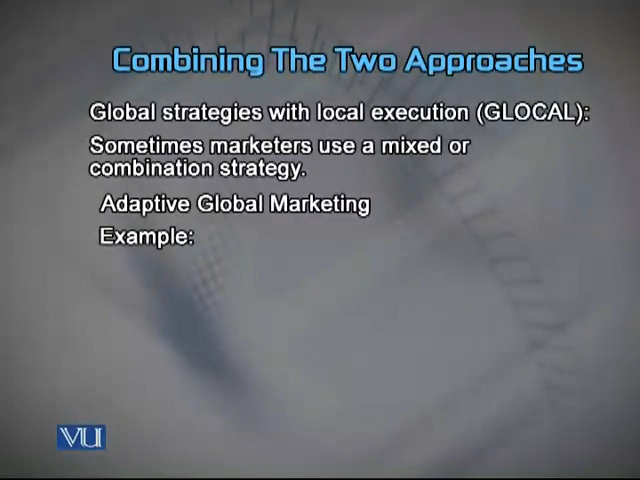 Combining The Two Approaches
Global strategies with local execution (GLOCAL):
Sometimes marketers use a mixed or
combination strategy.
Adaptive Global Marketing
Example:
VU